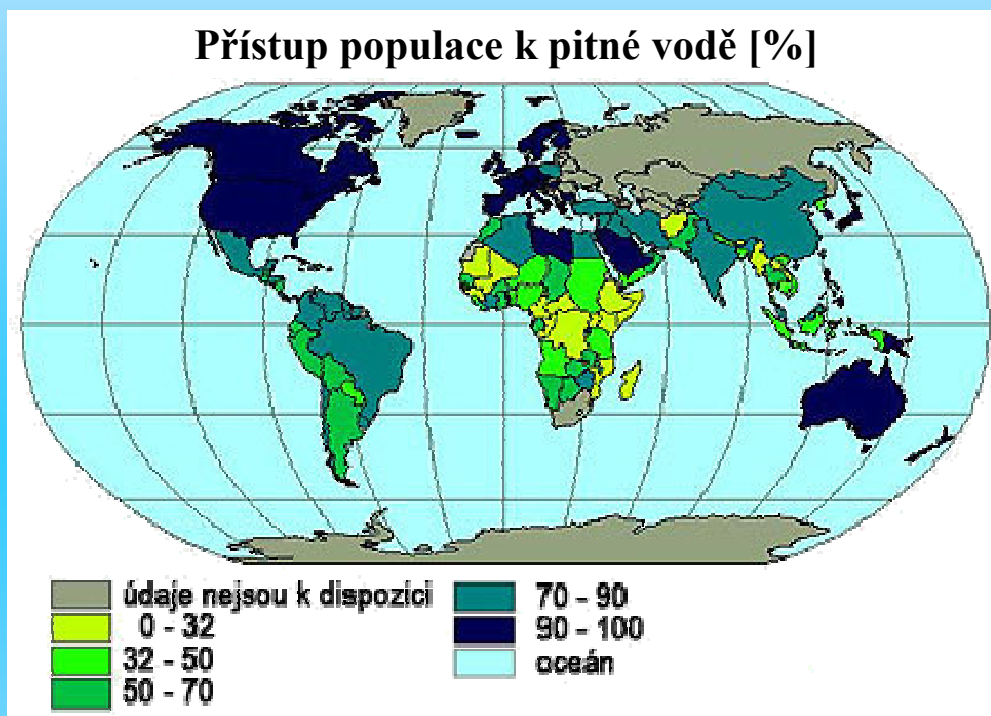 Přístup populace k pitné vodě [%]
údaje nejsou k dispozici
0 - 32
32 - 50
50 - 70
70 - 90
90 - 100
oceán